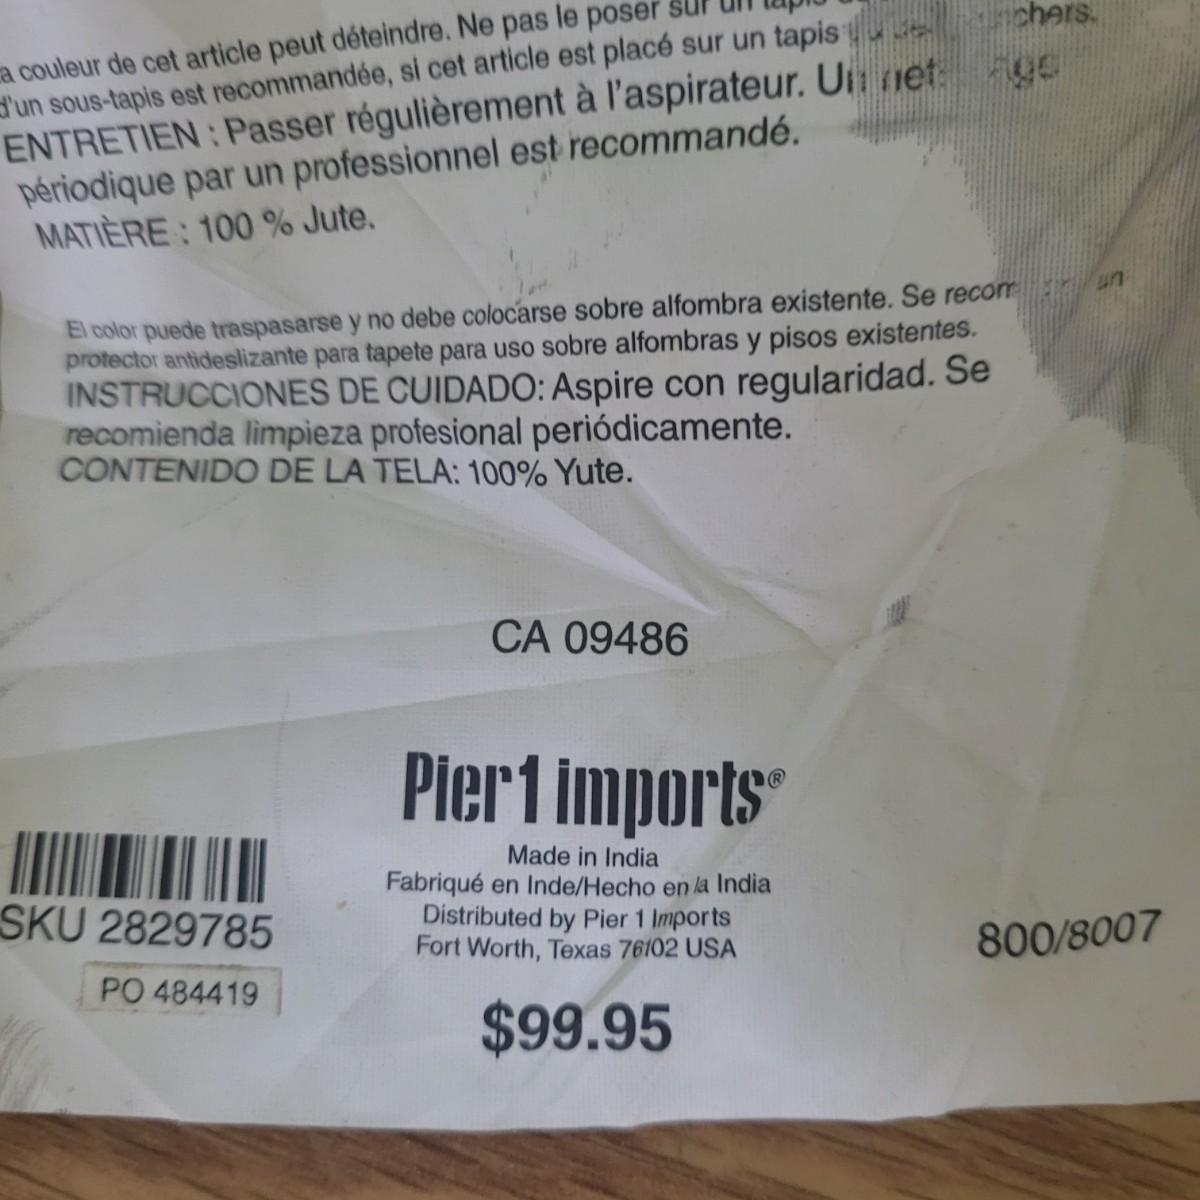 a couleur de cet article peut déteindre. Ne pas le poser sur un
d'un sous-tapis est recommandée, si cet article est placé sur un tapis
ENTRETIEN : Passer régulièrement à l'aspirateur. Un
périodique par un professionnel est recommandé.
MATIÈRE : 100 % Jute.
El color puede traspasarse y no debe colocarse sobre alfombra existente. Se un
protector antideslizante para tapete para uso sobre alfombras y pisos existentes.
INSTRUCCIONES DE CUIDADO: Aspire con regularidad. Se
recomienda limpieza profesional periódicamente.
CONTENIDO DE LA TELA: 100% Yute.
CA 09486
Pier 1 imports®
Made in India
Fabriqué en Inde/Hecho en la India
Distributed by Pier 1 Imports
Fort Worth, Texas 76102 USA
$99.95
SKU 2829785
PO 484419
800/8007